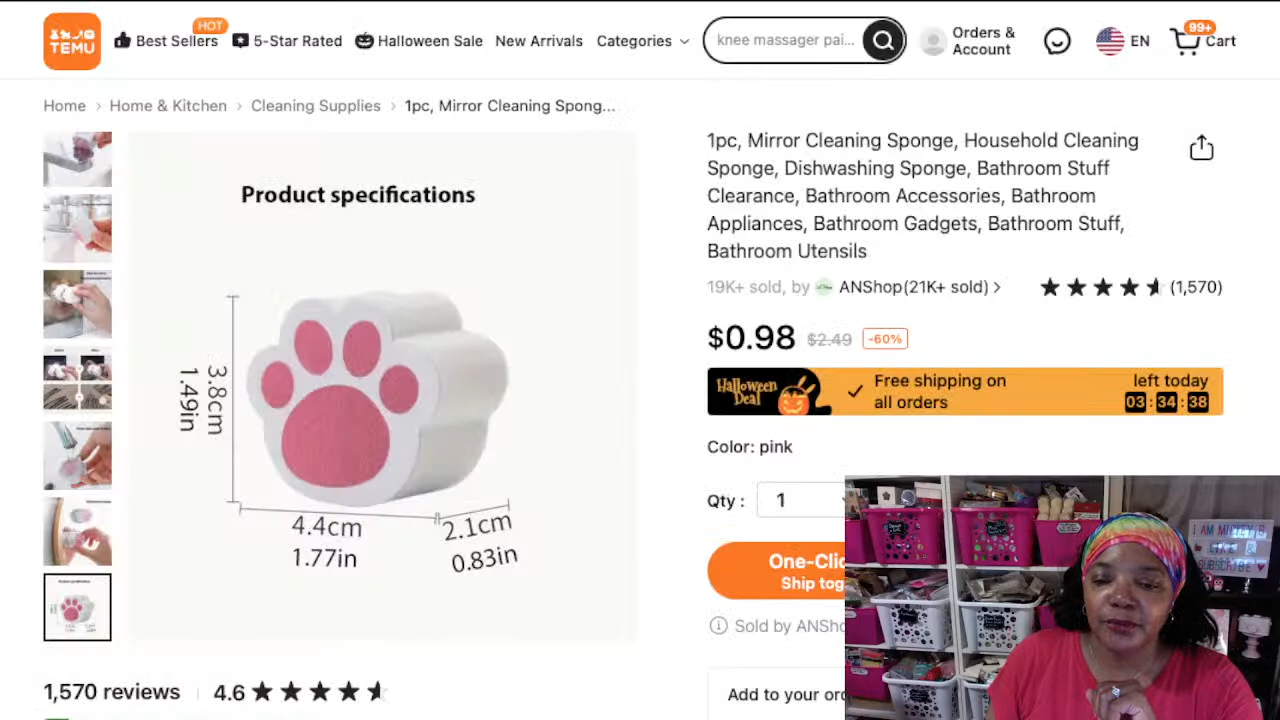 TEMU
Best Sellers
HOT
5-Star Rated
Halloween Sale
New Arrivals
Categories
knee massager pai...
Orders &
Account
EN
99+
Cart
Home > Home & Kitchen > Cleaning Supplies > 1pc, Mirror Cleaning Spong...
Product specifications
3.8cm
1.49in
4.4cm
1.77in
2.1cm
0.83in
1pc, Mirror Cleaning Sponge, Household Cleaning
Sponge, Dishwashing Sponge, Bathroom Stuff
Clearance, Bathroom Accessories, Bathroom
Appliances, Bathroom Gadgets, Bathroom Stuff,
Bathroom Utensils
19K+ sold, by ANShop(21K+ sold) >
(1,570)
$0.98 $2.49 -60%
Halloween
Deal
Free shipping on
all orders
left today
03:34:38
Color: pink
Qty : 1
One-Clic
Ship tog
Sold by ANSho
Add to your ord
I AM MICKEY B
LIKE &
SUBSCRIBE
1,570 reviews
4.6